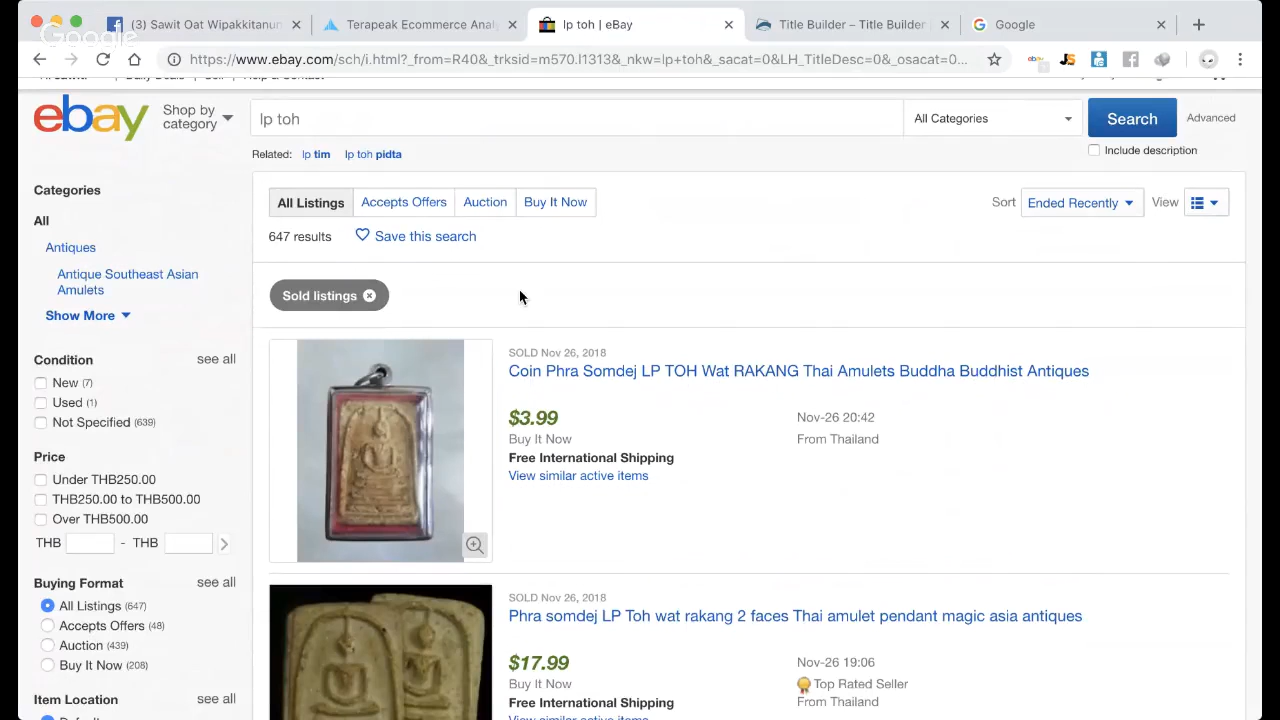 (3) Sawit Oat Wipakkitanun
Terapeak Ecommerce Anal
lp toh | eBay
Title Builder – Title Builder
Google
Google
https://www.ebay.com/sch/i.html?_from=R40&_trksid=m570.l1313&_nkw=lp+toh&_sacat=0&LH_TitleDesc=0&_osacat=0...
ebay
Shop by category
lp toh
All Categories
Search
Advanced
Related: lp tim lp toh pidta
Include description
Categories
All
Antiques
Antique Southeast Asian
Amulets
Show More
Condition see all
New (7)
Used (1)
Not Specified (639)
Price
Under THB250.00
THB250.00 to THB500.00
Over THB500.00
THB - THB
Buying Format see all
All Listings (647)
Accepts Offers (48)
Auction (439)
Buy It Now (208)
Item Location see all
All Listings Accepts Offers Auction Buy It Now
Sort Ended Recently View
647 results Save this search
Sold listings
SOLD Nov 26, 2018
Coin Phra Somdej LP TOH Wat RAKANG Thai Amulets Buddha Buddhist Antiques
$3.99 Nov-26 20:42
Buy It Now From Thailand
Free International Shipping
View similar active items
SOLD Nov 26, 2018
Phra somdej LP Toh wat rakang 2 faces Thai amulet pendant magic asia antiques
$17.99 Nov-26 19:06
Buy It Now Top Rated Seller
Free International Shipping From Thailand
View similar active items